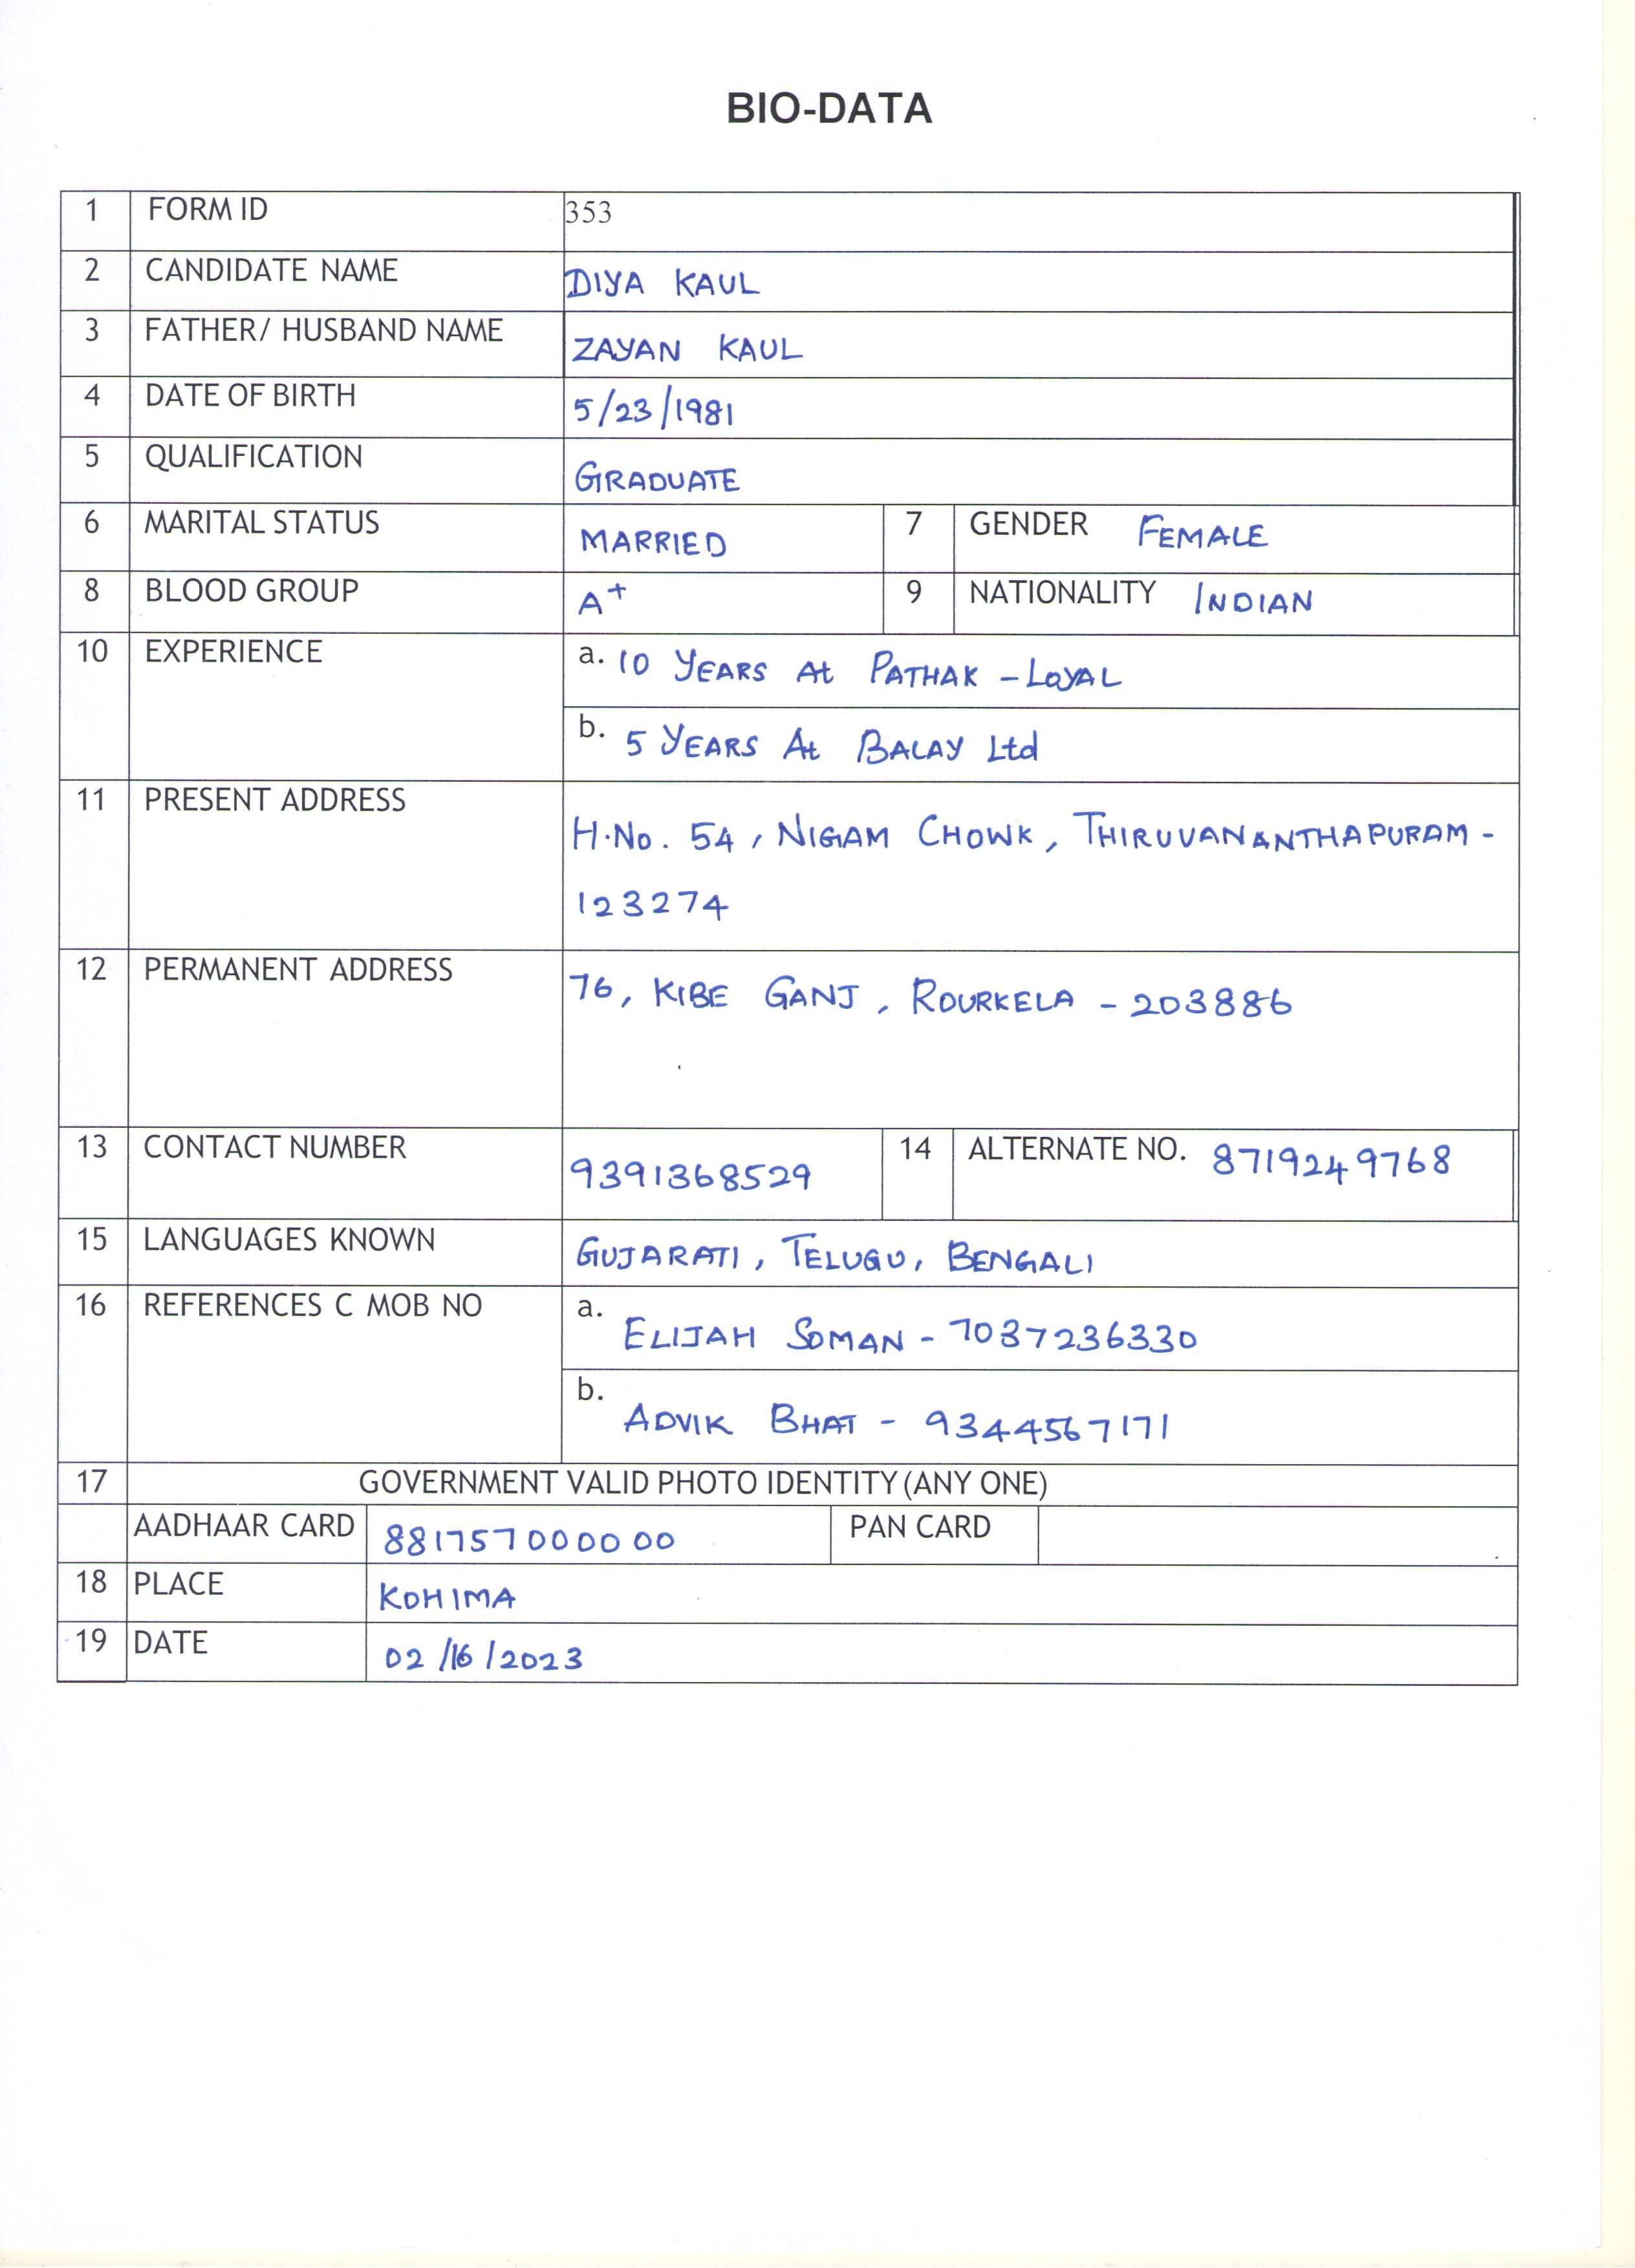 BIO-DATA
1 FORM ID 353
2 CANDIDATE NAME DIYA KAUL
3 FATHER/ HUSBAND NAME ZAYAN KAUL
4 DATE OF BIRTH 5/23/1981
5 QUALIFICATION GRADUATE
6 MARITAL STATUS MARRIED 7 GENDER FEMALE
8 BLOOD GROUP A+ 9 NATIONALITY INDIAN
10 EXPERIENCE a. 10 YEARS At PATHAK - LOYAL
b. 5 YEARS At BALAY Ltd
11 PRESENT ADDRESS H.No. 54, NIGAM CHOWK, THIRUVANANTHAPURAM -
123274
12 PERMANENT ADDRESS 76, KIBE GANJ, ROURKELA - 203886
13 CONTACT NUMBER 9391368529 14 ALTERNATE NO. 8719249768
15 LANGUAGES KNOWN GUJARATI, TELUGU, BENGALI
16 REFERENCES C MOB NO a. ELIJAH SOMAN - 7037236330
b. ADVIK BHAT - 9344567171
17 GOVERNMENT VALID PHOTO IDENTITY (ANY ONE)
AADHAAR CARD 881757000000 PAN CARD
18 PLACE KOHIMA
19 DATE 02/16/2023